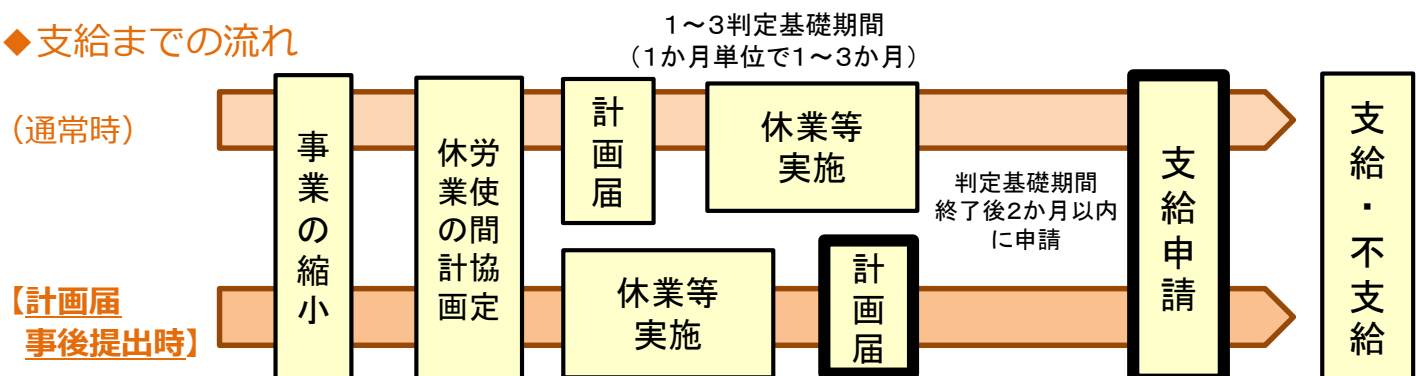 ◆支給までの流れ
1~3判定基礎期間
(1か月単位で1~3か月)
(通常時)
事業の縮小
労使間協定
休業の計画
計画届
休業等
実施
判定基礎期間
終了後2か月以内
に申請
支給申請
支給・不支給
【計画届
事後提出時】
休業等
実施
計画届